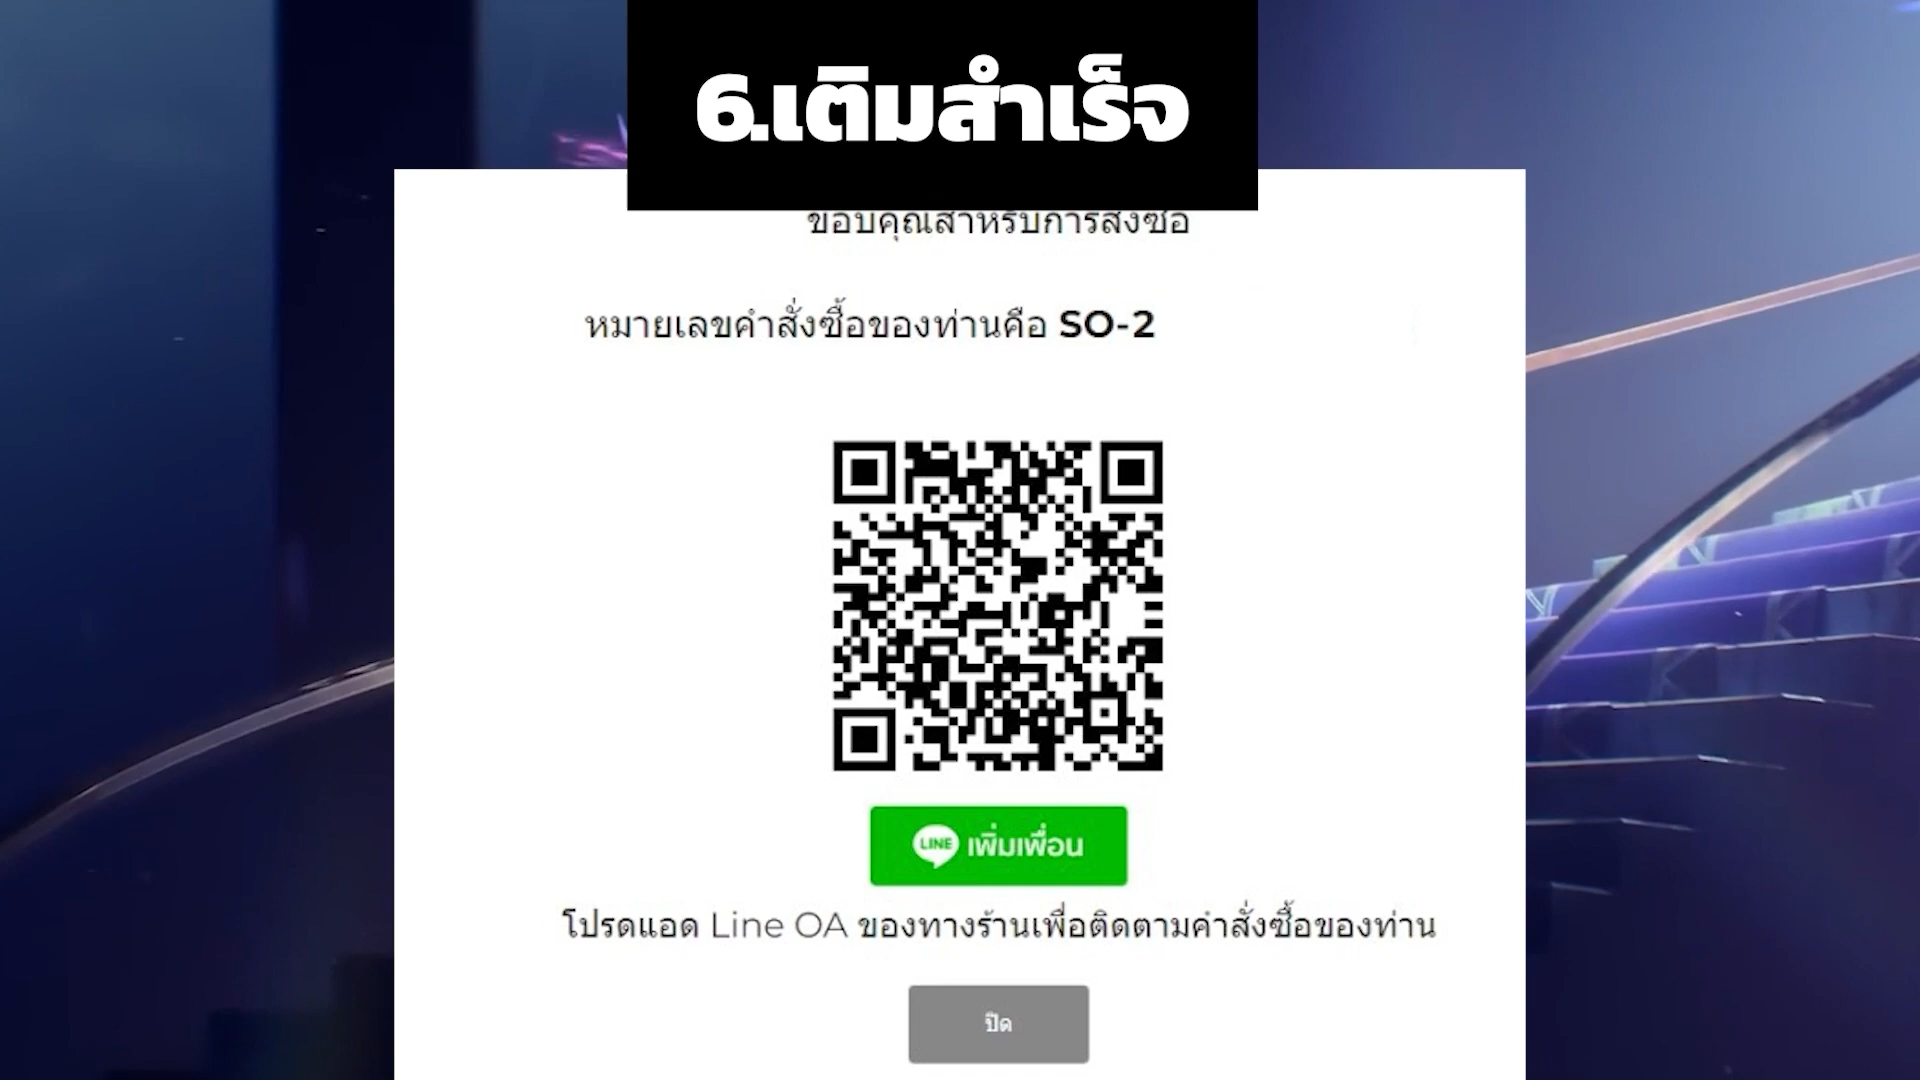 6.เติมสำเร็จ
ขอบคุณสำหรับการสั่งซื้อ
หมายเลขคำสั่งซื้อของท่านคือ SO-2
LINE เพิ่มเพื่อน
โปรดแอด Line OA ของทางร้านเพื่อติดตามคำสั่งซื้อของท่าน
ปิด